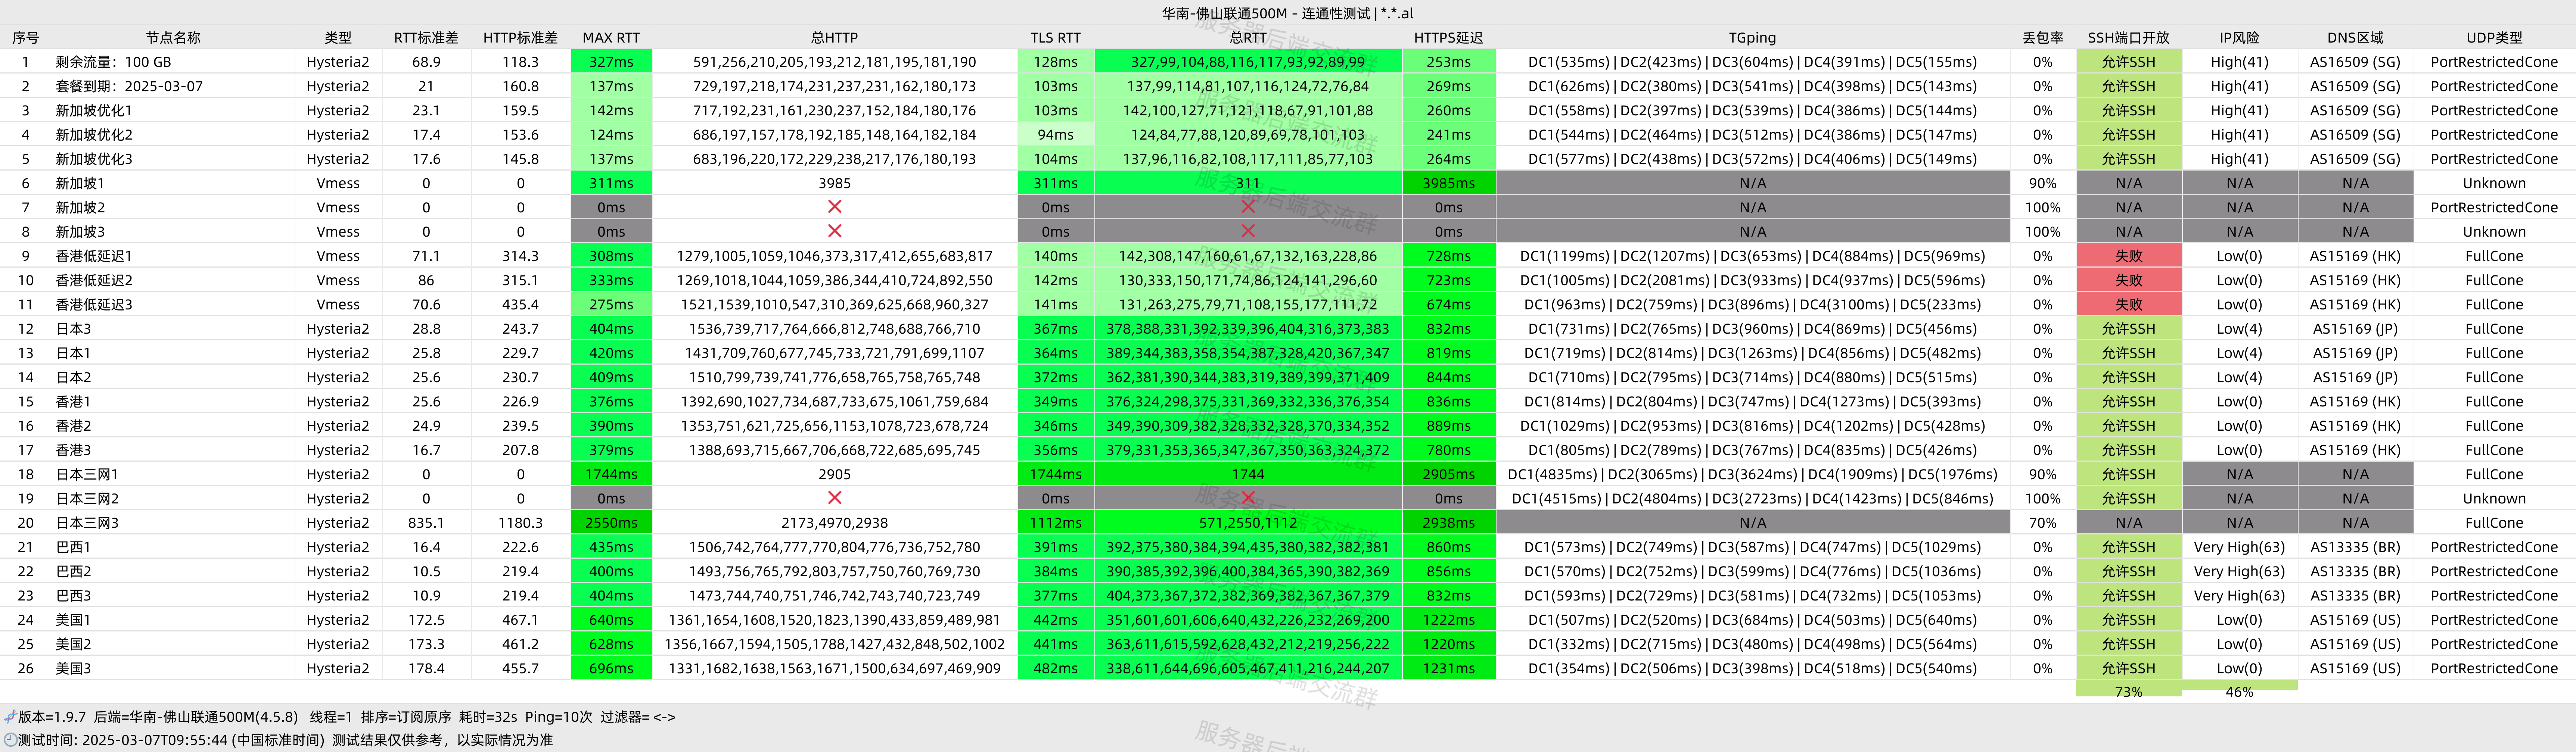 华南-佛山联通500M - 连通性测试 | *.*.al
序号 节点名称 类型 RTT标准差 HTTP标准差 MAX RTT 总HTTP TLS RTT 总RTT HTTPS延迟 TGping 丢包率 SSH端口开放 IP风险 DNS区域 UDP类型
1 剩余流量：100 GB Hysteria2 68.9 118.3 327ms 591,256,210,205,193,212,181,195,181,190 128ms 327,99,104,88,116,117,93,92,89,99 253ms DC1(535ms) | DC2(423ms) | DC3(604ms) | DC4(391ms) | DC5(155ms) 0% 允许SSH High(41) AS16509 (SG) PortRestrictedCone
2 套餐到期：2025-03-07 Hysteria2 21 160.8 137ms 729,197,218,174,231,237,231,162,180,173 103ms 137,99,114,81,107,116,124,72,76,84 269ms DC1(626ms) | DC2(380ms) | DC3(541ms) | DC4(398ms) | DC5(143ms) 0% 允许SSH High(41) AS16509 (SG) PortRestrictedCone
3 新加坡优化1 Hysteria2 23.1 159.5 142ms 717,192,231,161,230,237,152,184,180,176 103ms 142,100,127,71,121,118,67,91,101,88 260ms DC1(558ms) | DC2(397ms) | DC3(539ms) | DC4(386ms) | DC5(144ms) 0% 允许SSH High(41) AS16509 (SG) PortRestrictedCone
4 新加坡优化2 Hysteria2 17.4 153.6 124ms 686,197,157,178,192,185,148,164,182,184 94ms 124,84,77,88,120,89,69,78,101,103 241ms DC1(544ms) | DC2(464ms) | DC3(512ms) | DC4(386ms) | DC5(147ms) 0% 允许SSH High(41) AS16509 (SG) PortRestrictedCone
5 新加坡优化3 Hysteria2 17.6 145.8 137ms 683,196,220,172,229,238,217,176,180,193 104ms 137,96,116,82,108,117,111,85,77,103 264ms DC1(577ms) | DC2(438ms) | DC3(572ms) | DC4(406ms) | DC5(149ms) 0% 允许SSH High(41) AS16509 (SG) PortRestrictedCone
6 新加坡1 Vmess 0 0 311ms 3985 311ms 311 3985ms N/A 90% N/A N/A N/A Unknown
7 新加坡2 Vmess 0 0 0ms ❌ 0ms ❌ 0ms N/A 100% N/A N/A N/A PortRestrictedCone
8 新加坡3 Vmess 0 0 0ms ❌ 0ms ❌ 0ms N/A 100% N/A N/A N/A Unknown
9 香港低延迟1 Vmess 71.1 314.3 308ms 1279,1005,1059,1046,373,317,412,655,683,817 140ms 142,308,147,160,61,67,132,163,228,86 728ms DC1(1199ms) | DC2(1207ms) | DC3(653ms) | DC4(884ms) | DC5(969ms) 0% 失败 Low(0) AS15169 (HK) FullCone
10 香港低延迟2 Vmess 86 315.1 333ms 1269,1018,1044,1059,386,344,410,724,892,550 142ms 130,333,150,171,74,86,124,141,296,60 723ms DC1(1005ms) | DC2(2081ms) | DC3(933ms) | DC4(937ms) | DC5(596ms) 0% 失败 Low(0) AS15169 (HK) FullCone
11 香港低延迟3 Vmess 70.6 435.4 275ms 1521,1539,1010,547,310,369,625,668,960,327 141ms 131,263,275,79,71,108,155,177,111,72 674ms DC1(963ms) | DC2(759ms) | DC3(896ms) | DC4(3100ms) | DC5(233ms) 0% 失败 Low(0) AS15169 (HK) FullCone
12 日本3 Hysteria2 28.8 243.7 404ms 1536,739,717,764,666,812,748,688,766,710 367ms 378,388,331,392,339,396,404,316,373,383 832ms DC1(731ms) | DC2(765ms) | DC3(960ms) | DC4(869ms) | DC5(456ms) 0% 允许SSH Low(4) AS15169 (JP) FullCone
13 日本1 Hysteria2 25.8 229.7 420ms 1431,709,760,677,745,733,721,791,699,1107 364ms 389,344,383,358,354,387,328,420,367,347 819ms DC1(719ms) | DC2(814ms) | DC3(1263ms) | DC4(856ms) | DC5(482ms) 0% 允许SSH Low(4) AS15169 (JP) FullCone
14 日本2 Hysteria2 25.6 230.7 409ms 1510,799,739,741,776,658,765,758,765,748 372ms 362,381,390,344,383,319,389,399,371,409 844ms DC1(710ms) | DC2(795ms) | DC3(714ms) | DC4(880ms) | DC5(515ms) 0% 允许SSH Low(4) AS15169 (JP) FullCone
15 香港1 Hysteria2 25.6 226.9 376ms 1392,690,1027,734,687,733,675,1061,759,684 349ms 376,324,298,375,331,369,332,336,376,354 836ms DC1(814ms) | DC2(804ms) | DC3(747ms) | DC4(1273ms) | DC5(393ms) 0% 允许SSH Low(0) AS15169 (HK) FullCone
16 香港2 Hysteria2 24.9 239.5 390ms 1353,751,621,725,656,1153,1078,723,678,724 346ms 349,390,309,382,328,332,328,370,334,352 889ms DC1(1029ms) | DC2(953ms) | DC3(816ms) | DC4(1202ms) | DC5(428ms) 0% 允许SSH Low(0) AS15169 (HK) FullCone
17 香港3 Hysteria2 16.7 207.8 379ms 1388,693,715,667,706,668,722,685,695,745 356ms 379,331,353,365,347,367,350,363,324,372 780ms DC1(805ms) | DC2(789ms) | DC3(767ms) | DC4(835ms) | DC5(426ms) 0% 允许SSH Low(0) AS15169 (HK) FullCone
18 日本三网1 Hysteria2 0 0 1744ms 2905 1744ms 1744 2905ms DC1(4835ms) | DC2(3065ms) | DC3(3624ms) | DC4(1909ms) | DC5(1976ms) 90% 允许SSH N/A N/A FullCone
19 日本三网2 Hysteria2 0 0 0ms ❌ 0ms ❌ 0ms DC1(4515ms) | DC2(4804ms) | DC3(2723ms) | DC4(1423ms) | DC5(846ms) 100% 允许SSH N/A N/A Unknown
20 日本三网3 Hysteria2 835.1 1180.3 2550ms 2173,4970,2938 1112ms 571,2550,1112 2938ms N/A 70% N/A N/A N/A FullCone
21 巴西1 Hysteria2 16.4 222.6 435ms 1506,742,764,777,770,804,776,736,752,780 391ms 392,375,380,384,394,435,380,382,382,381 860ms DC1(573ms) | DC2(749ms) | DC3(587ms) | DC4(747ms) | DC5(1029ms) 0% 允许SSH Very High(63) AS13335 (BR) PortRestrictedCone
22 巴西2 Hysteria2 10.5 219.4 400ms 1493,756,765,792,803,757,750,760,769,730 384ms 390,385,392,396,400,384,365,390,382,369 856ms DC1(570ms) | DC2(752ms) | DC3(599ms) | DC4(776ms) | DC5(1036ms) 0% 允许SSH Very High(63) AS13335 (BR) PortRestrictedCone
23 巴西3 Hysteria2 10.9 219.4 404ms 1473,744,740,751,746,742,743,740,723,749 377ms 404,373,367,372,382,369,382,367,367,379 832ms DC1(593ms) | DC2(729ms) | DC3(581ms) | DC4(732ms) | DC5(1053ms) 0% 允许SSH Very High(63) AS13335 (BR) PortRestrictedCone
24 美国1 Hysteria2 172.5 467.1 640ms 1361,1654,1608,1520,1823,1390,433,859,489,981 442ms 351,601,601,606,640,432,226,232,269,200 1222ms DC1(507ms) | DC2(520ms) | DC3(684ms) | DC4(503ms) | DC5(640ms) 0% 允许SSH Low(0) AS15169 (US) PortRestrictedCone
25 美国2 Hysteria2 173.3 461.2 628ms 1356,1667,1594,1505,1788,1427,432,848,502,1002 441ms 363,611,615,592,628,432,212,219,256,222 1220ms DC1(332ms) | DC2(715ms) | DC3(480ms) | DC4(498ms) | DC5(564ms) 0% 允许SSH Low(0) AS15169 (US) PortRestrictedCone
26 美国3 Hysteria2 178.4 455.7 696ms 1331,1682,1638,1563,1671,1500,634,697,469,909 482ms 338,611,644,696,605,467,411,216,244,207 1231ms DC1(354ms) | DC2(506ms) | DC3(398ms) | DC4(518ms) | DC5(540ms) 0% 允许SSH Low(0) AS15169 (US) PortRestrictedCone
73% 46%
版本=1.9.7 后端=华南-佛山联通500M(4.5.8) 线程=1 排序=订阅原序 耗时=32s Ping=10次 过滤器= <->
测试时间: 2025-03-07T09:55:44 (中国标准时间) 测试结果仅供参考，以实际情况为准
服务器后端交流群